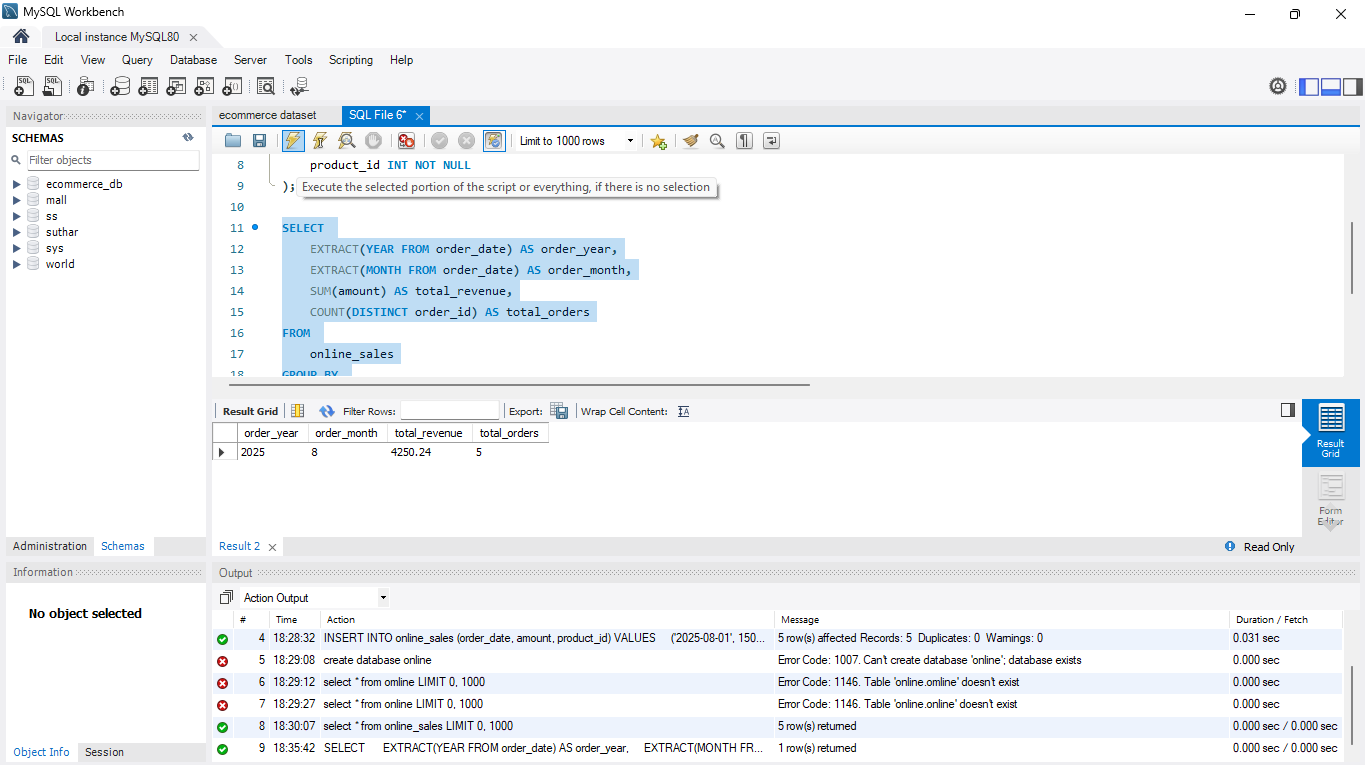 MySQL Workbench
Local instance MySQL80
File Edit View Query Database Server Tools Scripting Help
Navigator
SCHEMAS
Filter objects
ecommerce_db
mall
ss
suthar
sys
world
Administration Schemas
Information
No object selected
Object Info Session
ecommerce dataset SQL File 6*
Limit to 1000 rows
8 product_id INT NOT NULL
9 );
Execute the selected portion of the script or everything, if there is no selection
10
11 SELECT
12 EXTRACT(YEAR FROM order_date) AS order_year,
13 EXTRACT(MONTH FROM order_date) AS order_month,
14 SUM(amount) AS total_revenue,
15 COUNT(DISTINCT order_id) AS total_orders
16 FROM
17 online_sales
18 GROUP BY
Result Grid Filter Rows: Export: Wrap Cell Content:
order_year order_month total_revenue total_orders
2025 8 4250.24 5
Result Grid
Form Editor
Result 2
Read Only
Output
Action Output
# Time Action Message Duration / Fetch
4 18:28:32 INSERT INTO online_sales (order_date, amount, product_id) VALUES ('2025-08-01', 150... 5 row(s) affected Records: 5 Duplicates: 0 Warnings: 0 0.031 sec
5 18:29:08 create database online Error Code: 1007. Can't create database 'online'; database exists 0.000 sec
6 18:29:12 select * from omline LIMIT 0, 1000 Error Code: 1146. Table 'online.omline' doesn't exist 0.000 sec
7 18:29:27 select * from online LIMIT 0, 1000 Error Code: 1146. Table 'online.online' doesn't exist 0.000 sec
8 18:30:07 select * from online_sales LIMIT 0, 1000 5 row(s) returned 0.000 sec / 0.000 sec
9 18:35:42 SELECT EXTRACT(YEAR FROM order_date) AS order_year, EXTRACT(MONTH FR... 1 row(s) returned 0.000 sec / 0.000 sec